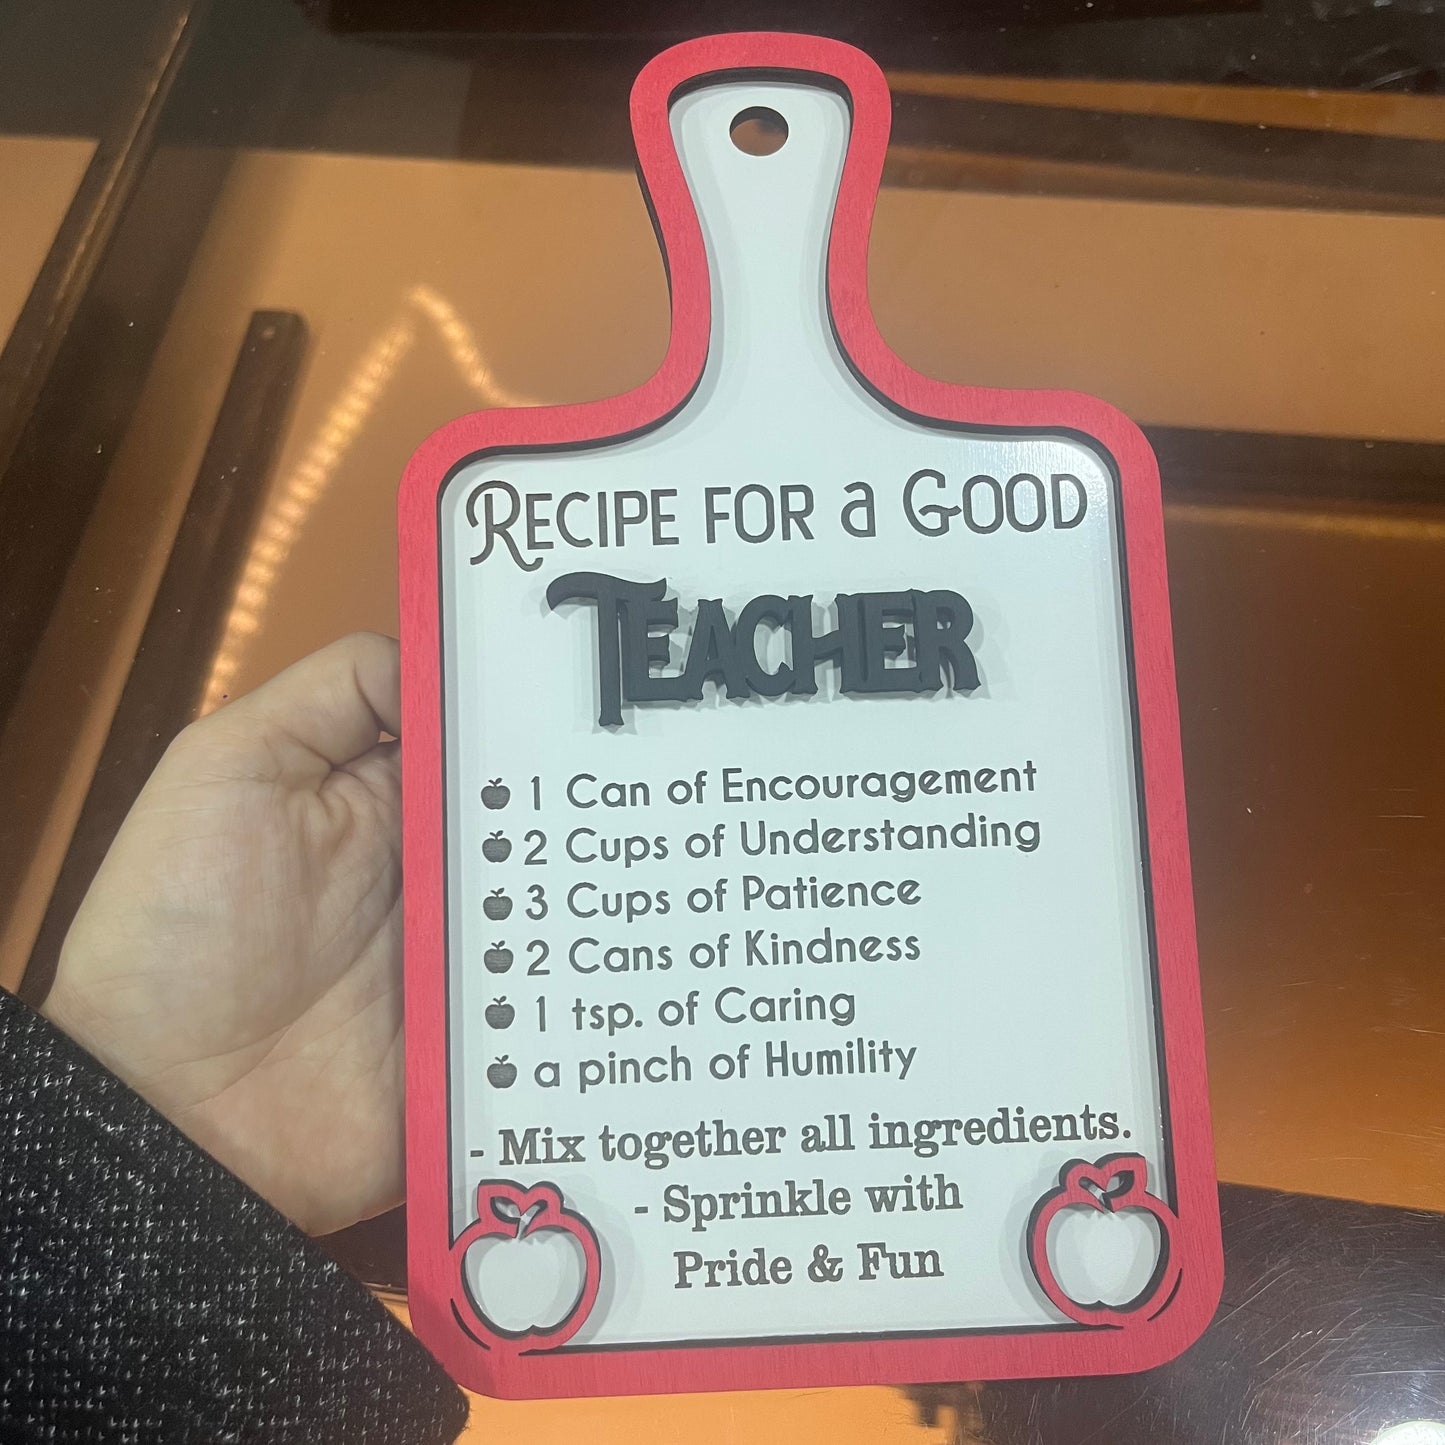 RECIPE FOR a GOOD
TEACHER
1 Can of Encouragement
2 Cups of Understanding
3 Cups of Patience
2 Cans of Kindness
1 tsp. of Caring
a pinch of Humility
- Mix together all ingredients.
- Sprinkle with
Pride & Fun